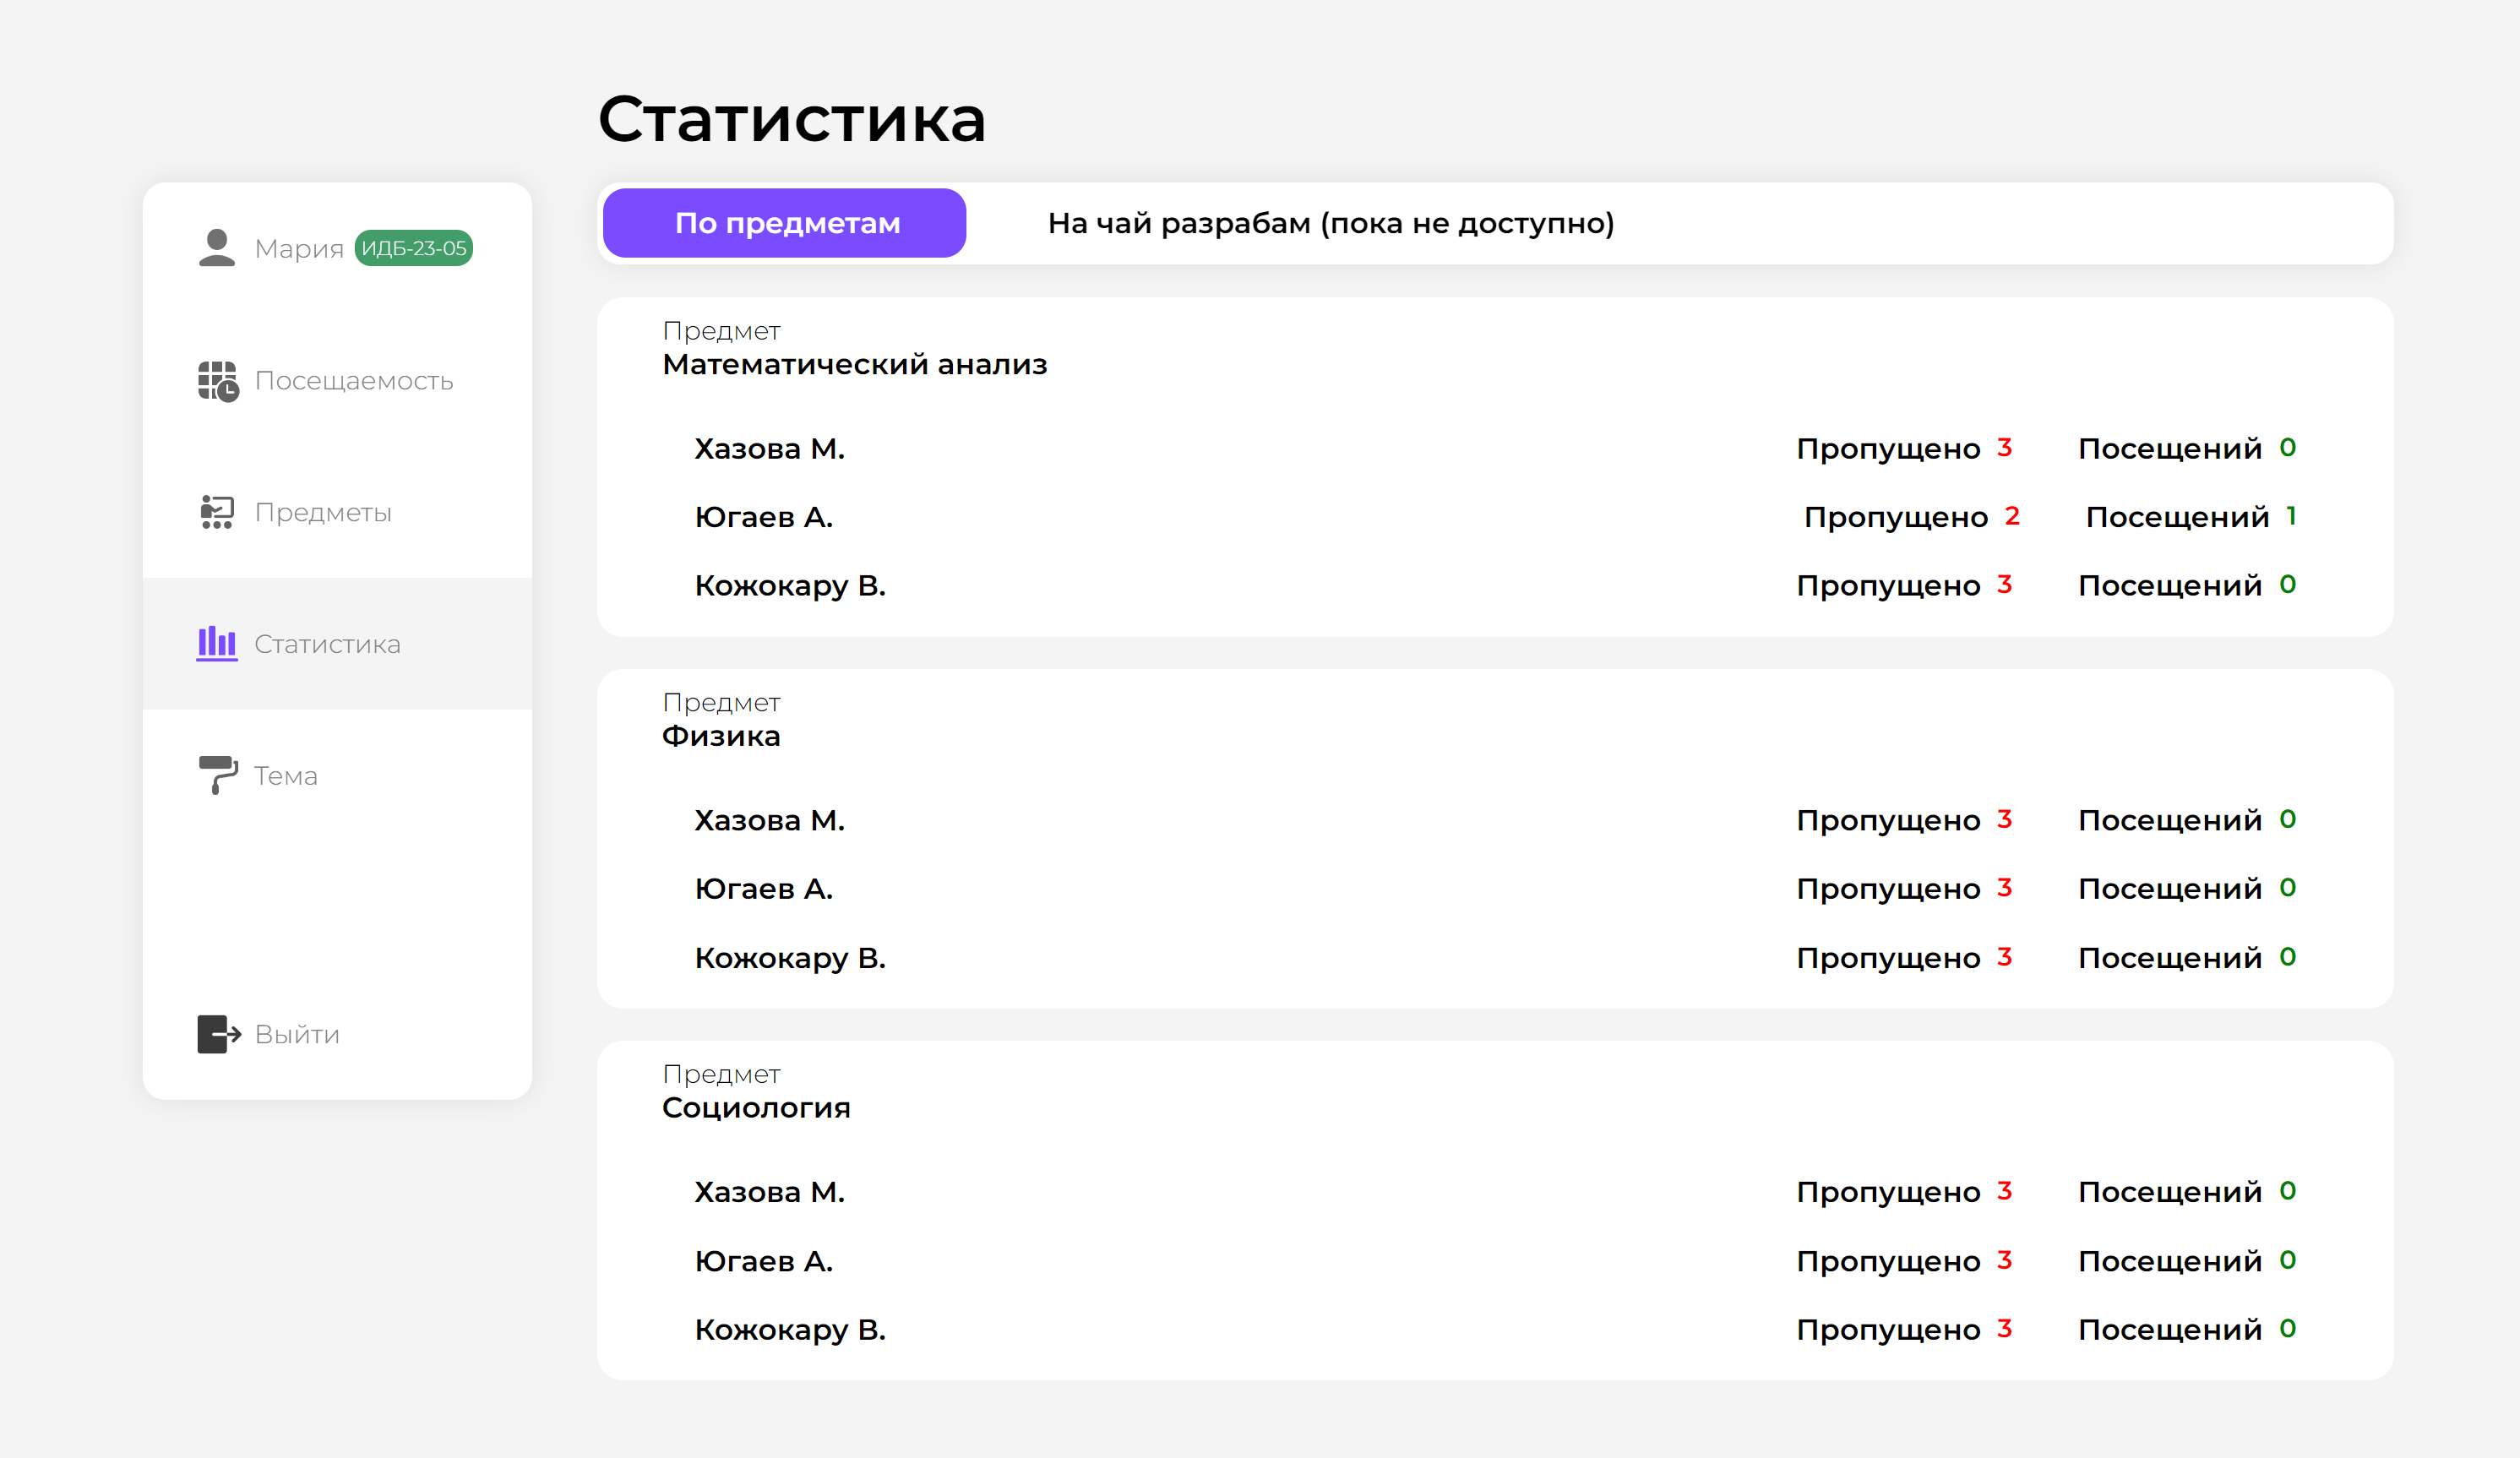 Статистика
Мария ИДБ-23-05
Посещаемость
Предметы
Статистика
Тема
Выйти
По предметам На чай разрабам (пока не доступно)
Предмет
Математический анализ
Хазова М. Пропущено 3 Посещений 0
Югаев А. Пропущено 2 Посещений 1
Кожокару В. Пропущено 3 Посещений 0
Предмет
Физика
Хазова М. Пропущено 3 Посещений 0
Югаев А. Пропущено 3 Посещений 0
Кожокару В. Пропущено 3 Посещений 0
Предмет
Социология
Хазова М. Пропущено 3 Посещений 0
Югаев А. Пропущено 3 Посещений 0
Кожокару В. Пропущено 3 Посещений 0